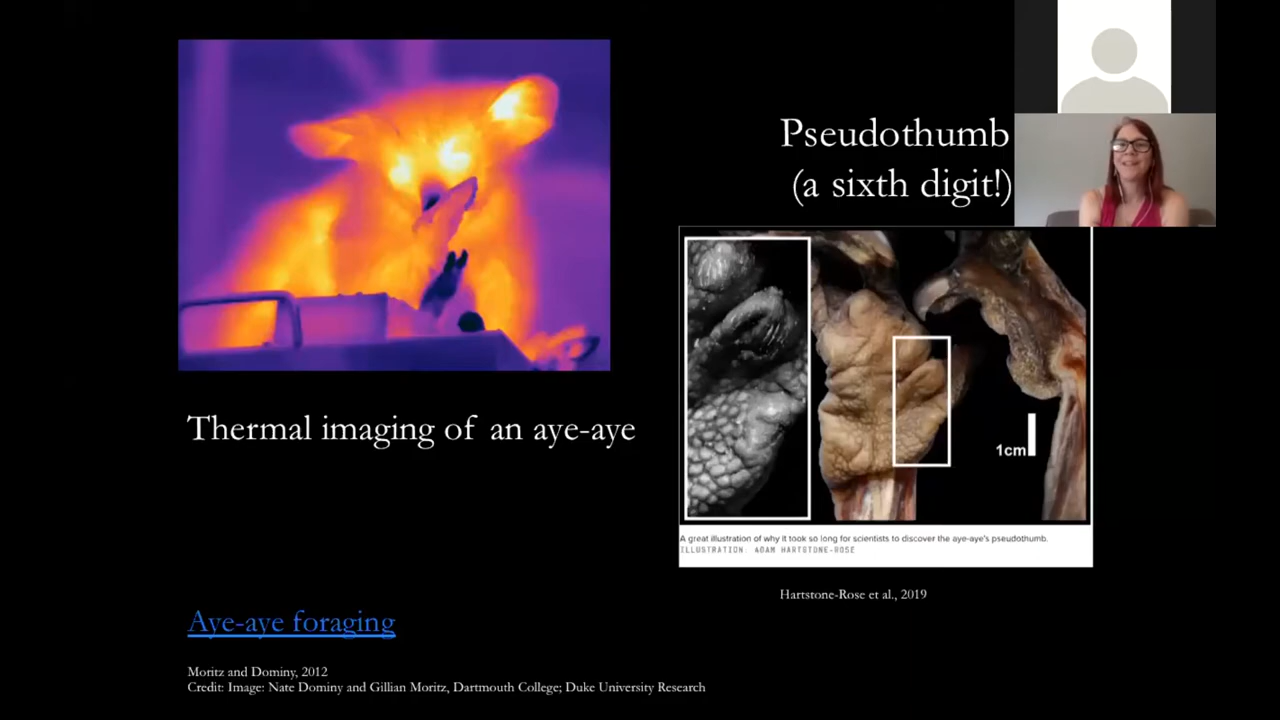 Pseudothumb
(a sixth digit!)
1cm
Thermal imaging of an aye-aye
A great illustration of why it took so long for scientists to discover the aye-aye's pseudothumb.
ILLUSTRATION: ADAM HARTSTONE-ROSE
Hartstone-Rose et al., 2019
Aye-aye foraging
Moritz and Dominy, 2012
Credit: Image: Nate Dominy and Gillian Moritz, Dartmouth College; Duke University Research